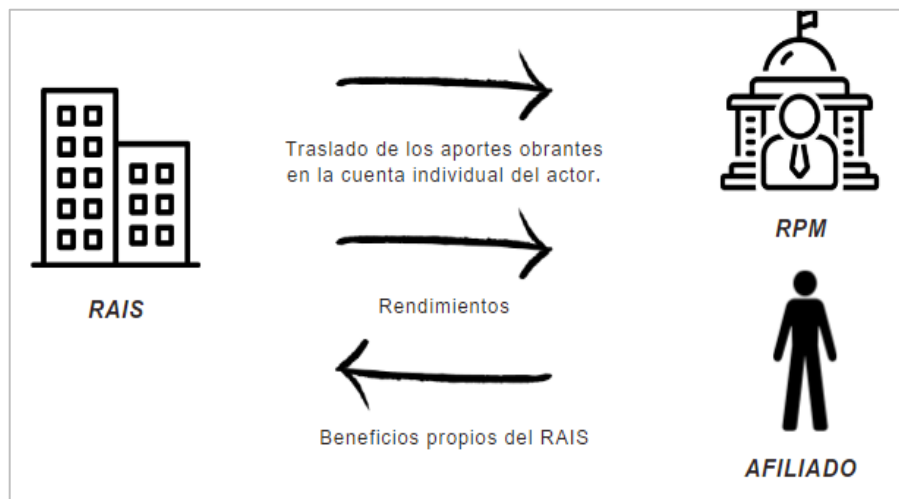 Traslado de los aportes obrantes
en la cuenta individual del actor.
RPM
Rendimientos
RAIS
Beneficios propios del RAIS
AFILIADO